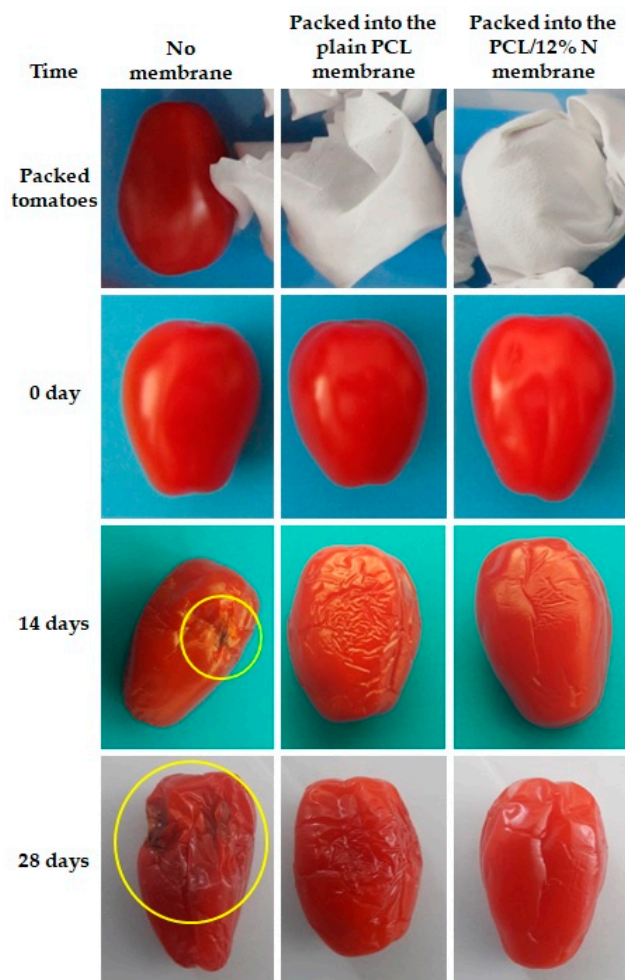 Time
No
membrane
Packed into the
plain PCL
membrane
Packed into the
PCL/12% N
membrane
Packed
tomatoes
0 day
14 days
28 days